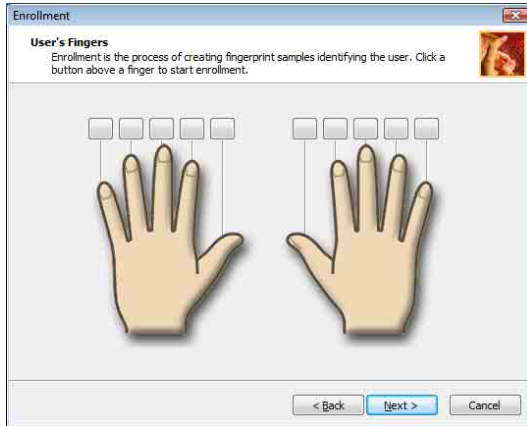 Enrollment
User's Fingers
Enrollment is the process of creating fingerprint samples identifying the user. Click a
button above a finger to start enrollment.
< Back
Next >
Cancel